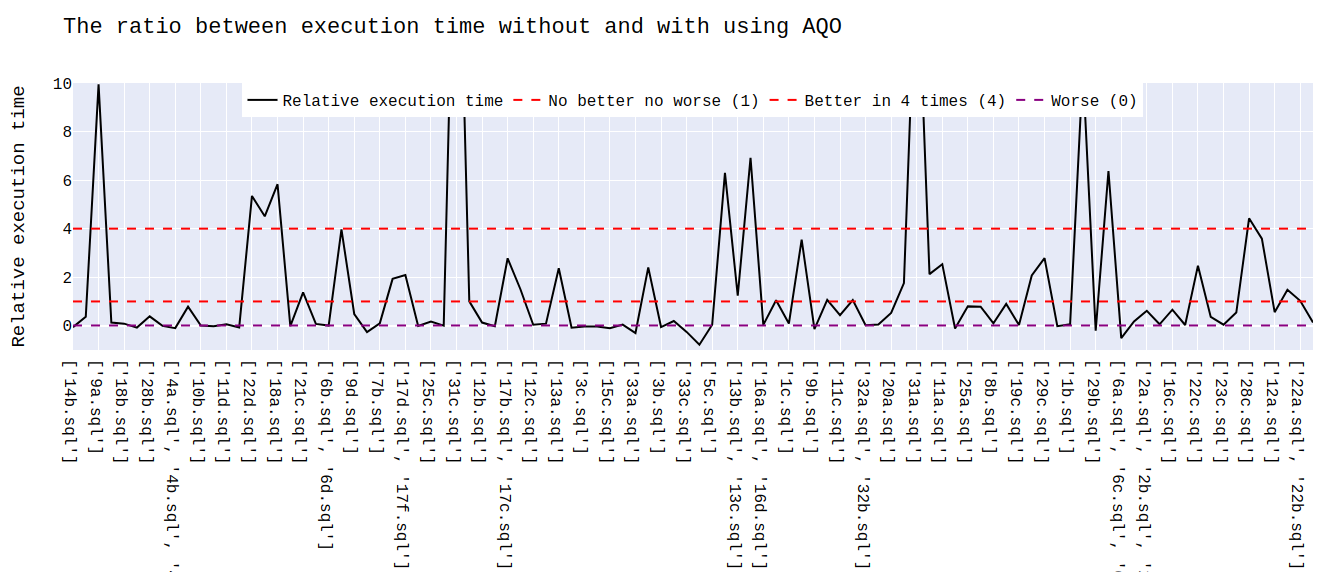 The ratio between execution time without and with using AQO
Relative execution time
10
8
6
4
2
0
Relative execution time No better no worse (1) Better in 4 times (4) Worse (0)
['14b.sql']
['9a.sql']
['18b.sql']
['28b.sql']
['4a.sql', '4b.sql', '
['10b.sql']
['11d.sql']
['22d.sql']
['18a.sql']
['21c.sql']
['6b.sql', '6d.sql']
['9d.sql']
['7b.sql']
['17d.sql', '17f.sql']
['25c.sql']
['31c.sql']
['12b.sql']
['17b.sql', '17c.sql']
['12c.sql']
['13a.sql']
['3c.sql']
['15c.sql']
['33a.sql']
['3b.sql']
['33c.sql']
['5c.sql']
['13b.sql', '13c.sql']
['16a.sql', '16d.sql']
['1c.sql']
['9b.sql']
['11c.sql']
['32a.sql', '32b.sql']
['20a.sql']
['31a.sql']
['11a.sql']
['25a.sql']
['8b.sql']
['19c.sql']
['29c.sql']
['1b.sql']
['29b.sql']
['6a.sql', '6c.sql', '
['2a.sql', '2b.sql', '
['16c.sql']
['22c.sql']
['23c.sql']
['28c.sql']
['12a.sql']
['22a.sql', '22b.sql']